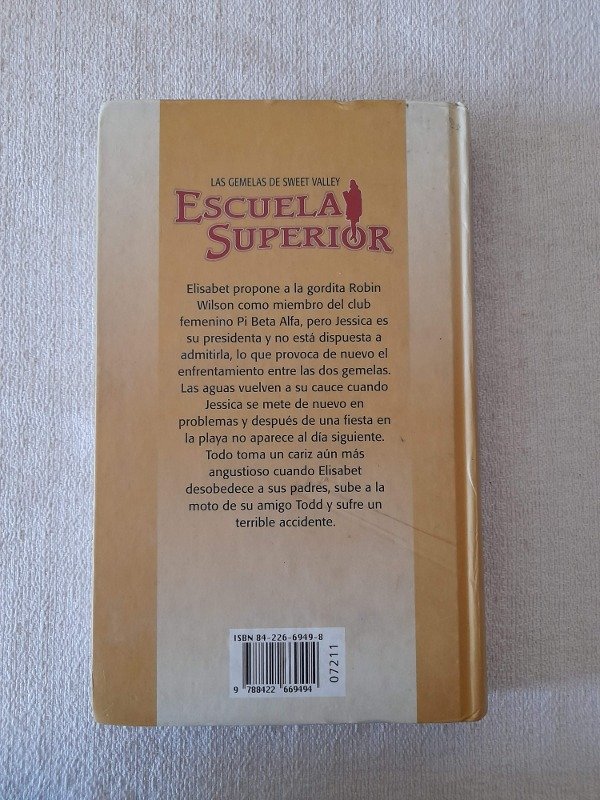 LAS GEMELAS DE SWEET VALLEY
ESCUELA
SUPERIOR
Elisabet propone a la gordita Robin
Wilson como miembro del club
femenino Pi Beta Alfa, pero Jessica es
su presidenta y no está dispuesta a
admitirla, lo que provoca de nuevo el
enfrentamiento entre las dos gemelas.
Las aguas vuelven a su cauce cuando
Jessica se mete de nuevo en
problemas y después de una fiesta en
la playa no aparece al día siguiente.
Todo toma un cariz aún más
angustioso cuando Elisabet
desobedece a sus padres, sube a la
moto de su amigo Todd y sufre un
terrible accidente.
ISBN 84-226-6949-8
07211
9 788422 669494